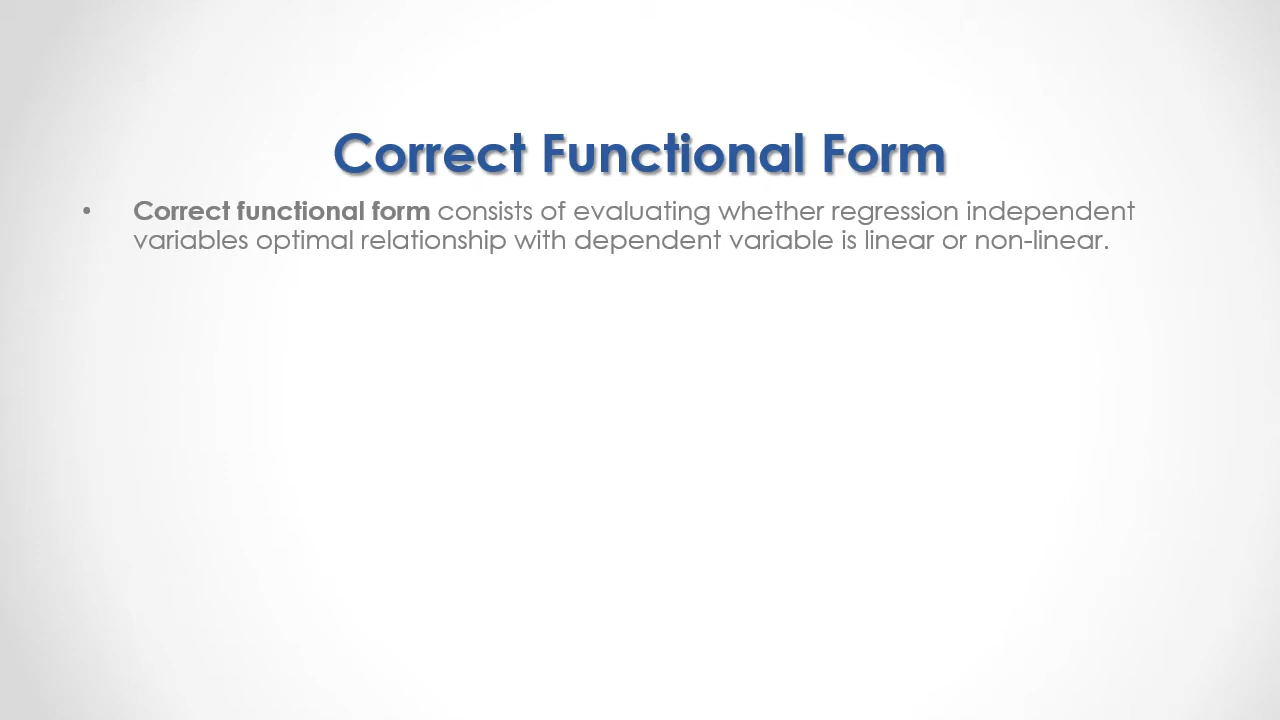 Correct Functional Form
• Correct functional form consists of evaluating whether regression independent
variables optimal relationship with dependent variable is linear or non-linear.